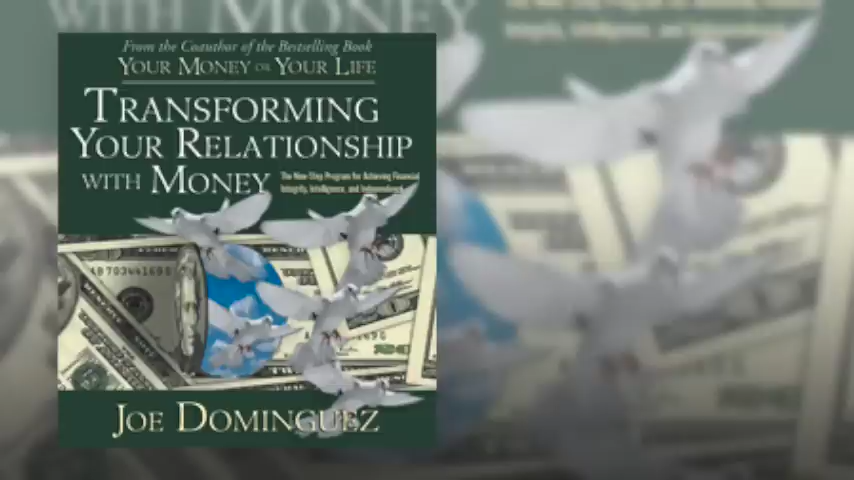 From the Coauthor of the Bestselling Book
YOUR MONEY OR YOUR LIFE
TRANSFORMING
YOUR RELATIONSHIP
WITH MONEY
The Nine-Step Program for Achieving Financial
Integrity, Intelligence, and Independence
AB70344169
JOE DOMINGUEZ